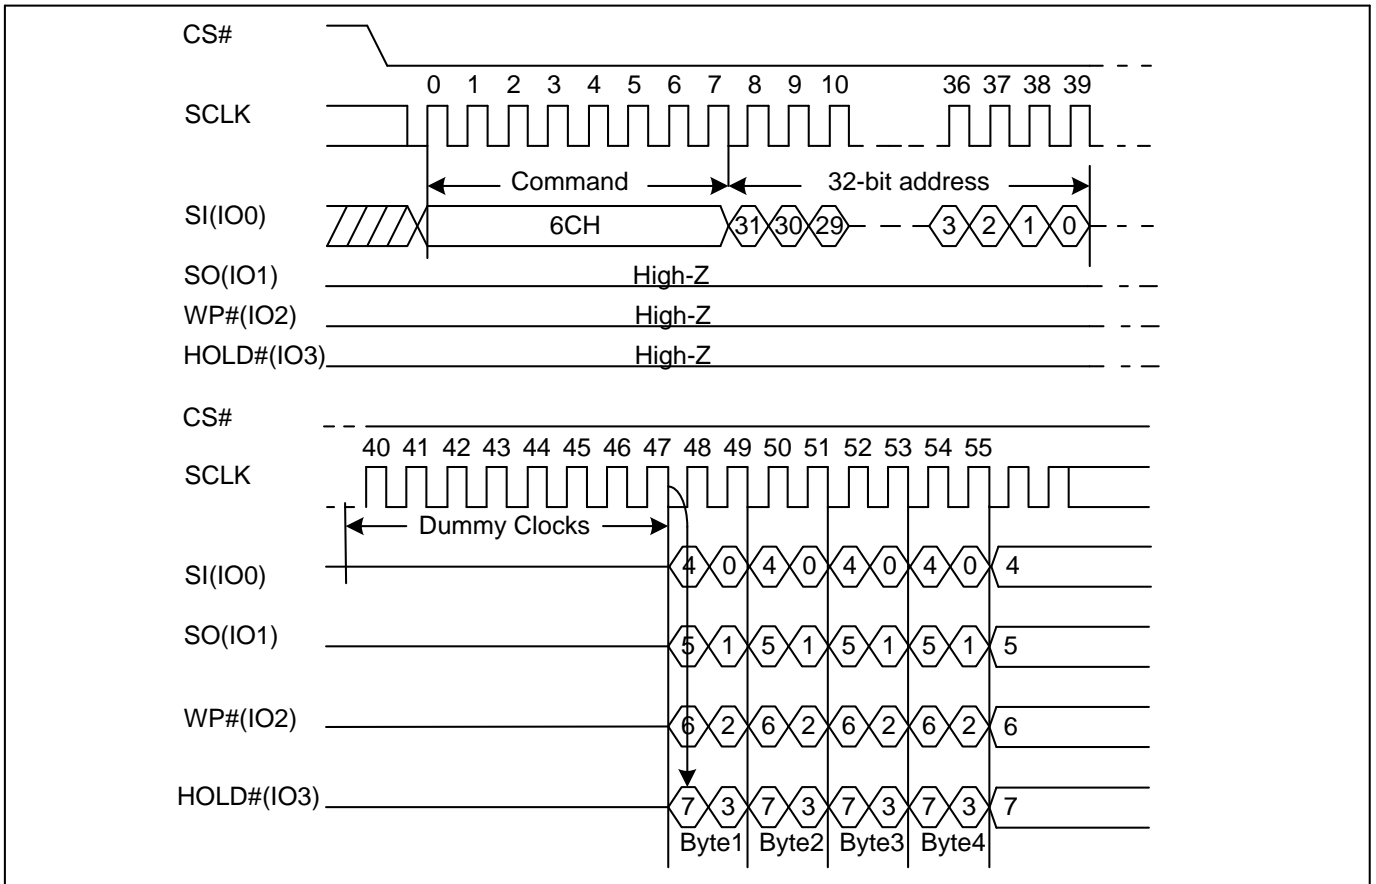 CS#
0 1 2 3 4 5 6 7 8 9 10 36 37 38 39
SCLK
Command 32-bit address
SI(IO0) 6CH 31 30 29 3 2 1 0
SO(IO1) High-Z
WP#(IO2) High-Z
HOLD#(IO3) High-Z
CS#
40 41 42 43 44 45 46 47 48 49 50 51 52 53 54 55
SCLK
Dummy Clocks
SI(IO0) 4 0 4 0 4 0 4 0 4
SO(IO1) 5 1 5 1 5 1 5 1 5
WP#(IO2) 6 2 6 2 6 2 6 2 6
HOLD#(IO3) 7 3 7 3 7 3 7 3 7
Byte1 Byte2 Byte3 Byte4